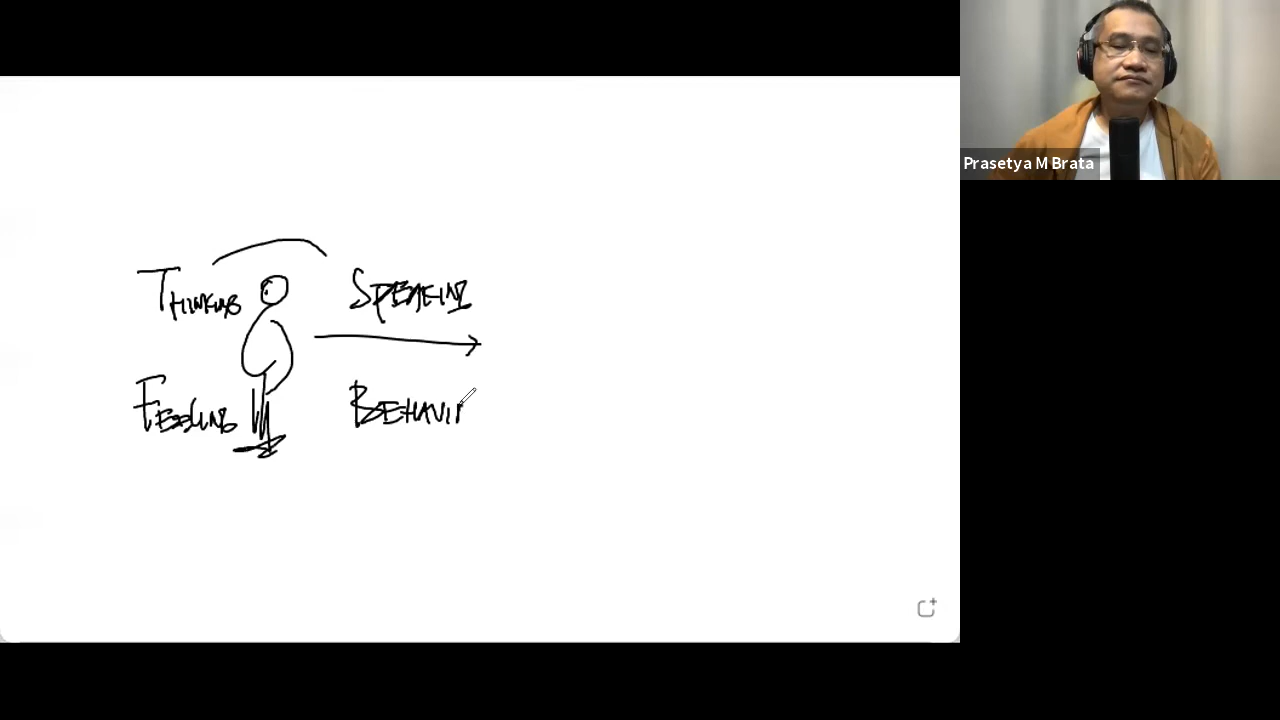 THINKING
SPEAKING
FEELING
BEHAVI
Prasetya M Brata